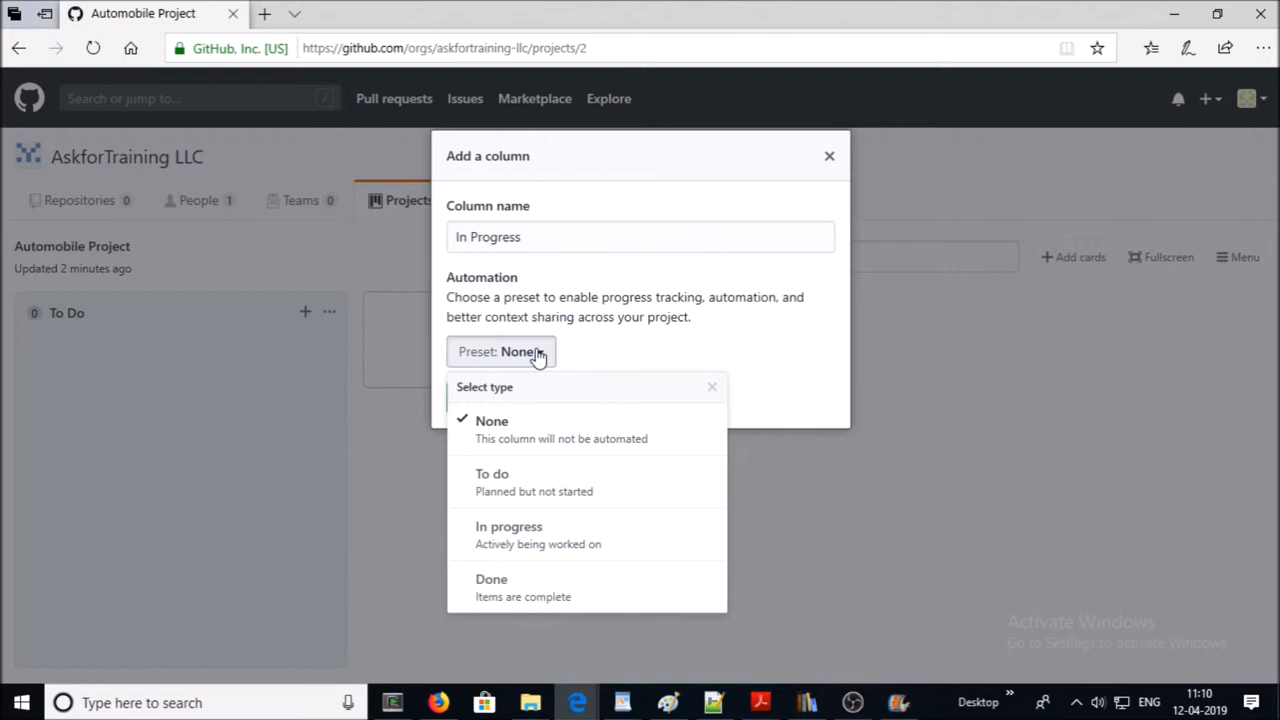 Automobile Project
GitHub, Inc. [US]
https://github.com/orgs/askfortraining-llc/projects/2
Search or jump to...
/
Pull requests
Issues
Marketplace
Explore
AskforTraining LLC
Repositories 0
People 1
Teams 0
Projects
Automobile Project
Updated 2 minutes ago
Add cards
Fullscreen
Menu
0 To Do
Add a column
Column name
In Progress
Automation
Choose a preset to enable progress tracking, automation, and
better context sharing across your project.
Preset: None
Select type
None
This column will not be automated
To do
Planned but not started
In progress
Actively being worked on
Done
Items are complete
Activate Windows
Go to Settings to activate Windows
Type here to search
Desktop
ENG
11:10
12-04-2019